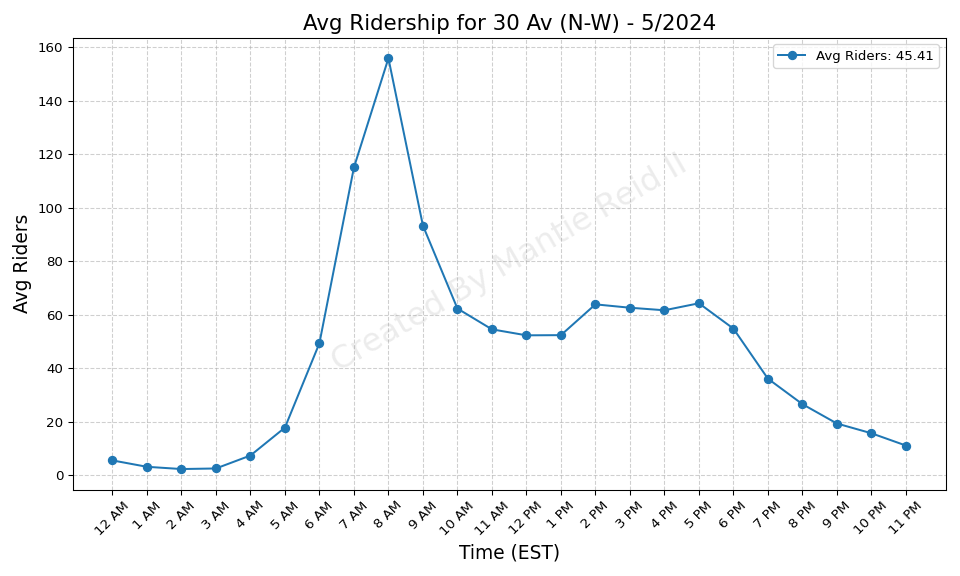 Avg Ridership for 30 Av (N-W) - 5/2024
Avg Riders: 45.41
Avg Riders
160
140
120
100
80
60
40
20
0
Created By Mantie Reid II
12 AM
1 AM
2 AM
3 AM
4 AM
5 AM
6 AM
7 AM
8 AM
9 AM
10 AM
11 AM
12 PM
1 PM
2 PM
3 PM
4 PM
5 PM
6 PM
7 PM
8 PM
9 PM
10 PM
11 PM
Time (EST)